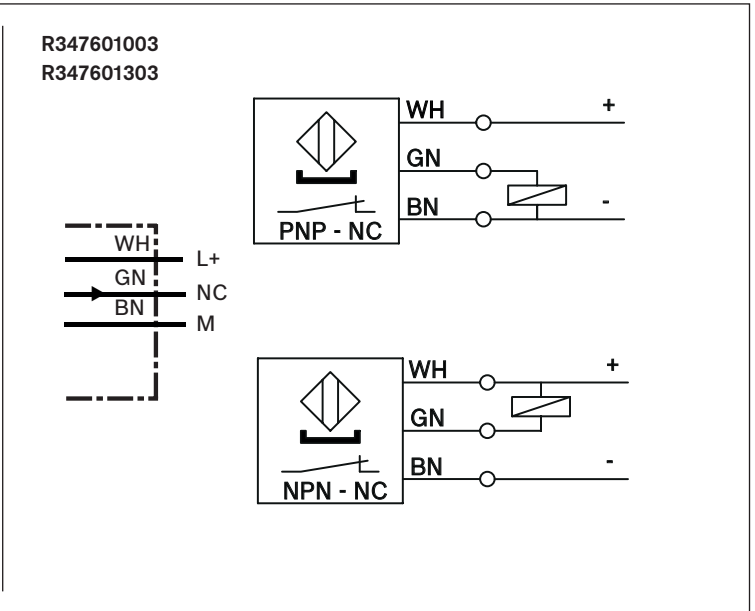 R347601003
R347601303
WH
+
GN
BN
-
PNP - NC
WH L+
GN NC
BN M
WH
+
GN
BN
-
NPN - NC